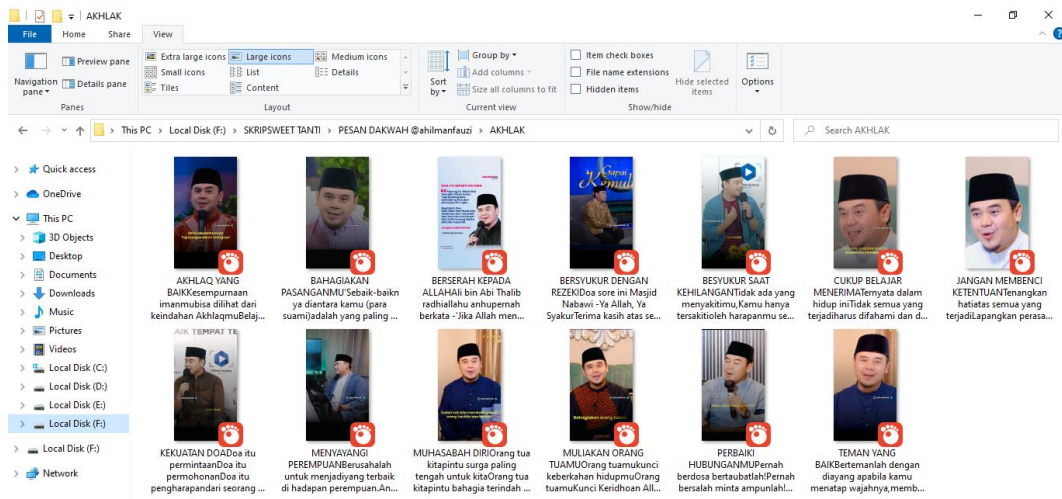 AKHLAK
File Home Share View
Navigation pane
Preview pane
Details pane
Panes
Extra large icons Large icons Medium icons
Small icons List Details
Tiles Content
Layout
Sort by
Group by
Add columns
Size all columns to fit
Current view
Item check boxes
File name extensions
Hidden items
Hide selected items
Show/hide
Options
This PC > Local Disk (F:) > SKRIPSWEET TANTI > PESAN DAKWAH @ahilmanfauzi > AKHLAK
Search AKHLAK
Quick access
OneDrive
This PC
3D Objects
Desktop
Documents
Downloads
Music
Pictures
Videos
Local Disk (C:)
Local Disk (D:)
Local Disk (E:)
Local Disk (F:)
Local Disk (F:)
Network
AKHLAQ YANG
BAIKKesempurnaan
imanmubisa dilihat dari
keindahan AkhlaqmuBelaj...
BAHAGIAKAN
PASANGANMU'Sebaik-baikn
ya diantara kamu (para
suami)adalah yang paling ...
BERSERAH KEPADA
ALLAHAli bin Abi Thalib
radhiallahu anhupernah
berkata -'Jika Allah men...
Gapai
BERSYUKUR DENGAN
REZEKIDoa sore ini Masjid
Nabawi -Ya Allah, Ya
SyakurTerima kasih atas se...
BESYUKUR SAAT
KEHILANGANTidak ada yang
menyakitimu,Kamu hanya
tersakitioleh harapanmu se...
CUKUP BELAJAR
MENERIMATernyata dalam
hidup iniTidak semua yang
terjadiharus difahami dan d...
JANGAN MEMBENCI
KETENTUANTenangkan
hatiatas semua yang
terjadiLapangkan perasa...
AIK TEMPAT TE
KEKUATAN DOADoa itu
permintaanDoa itu
permohonanDoa itu
pengharapandari seorang ...
MENYAYANGI
PEREMPUANBerusahalah
untuk menjadiyang terbaik
di hadapan perempuan.An...
MUHASABAH DIRIOrang tua
kitapintu surga paling
tengah untuk kitaOrang tua
kitapintu bahagia terindah ...
MULIAKAN ORANG
TUAMUOrang tuamukunci
keberkahan hidupmuOrang
tuamuKunci Keridhoan All...
PERBAIKI
HUBUNGANMUPernah
berdosa bertaubatlah!Pernah
bersalah minta ampunlah!...
TEMAN YANG
BAIKBertemanlah dengan
diayang apabila kamu
menatap wajahnya,memb...